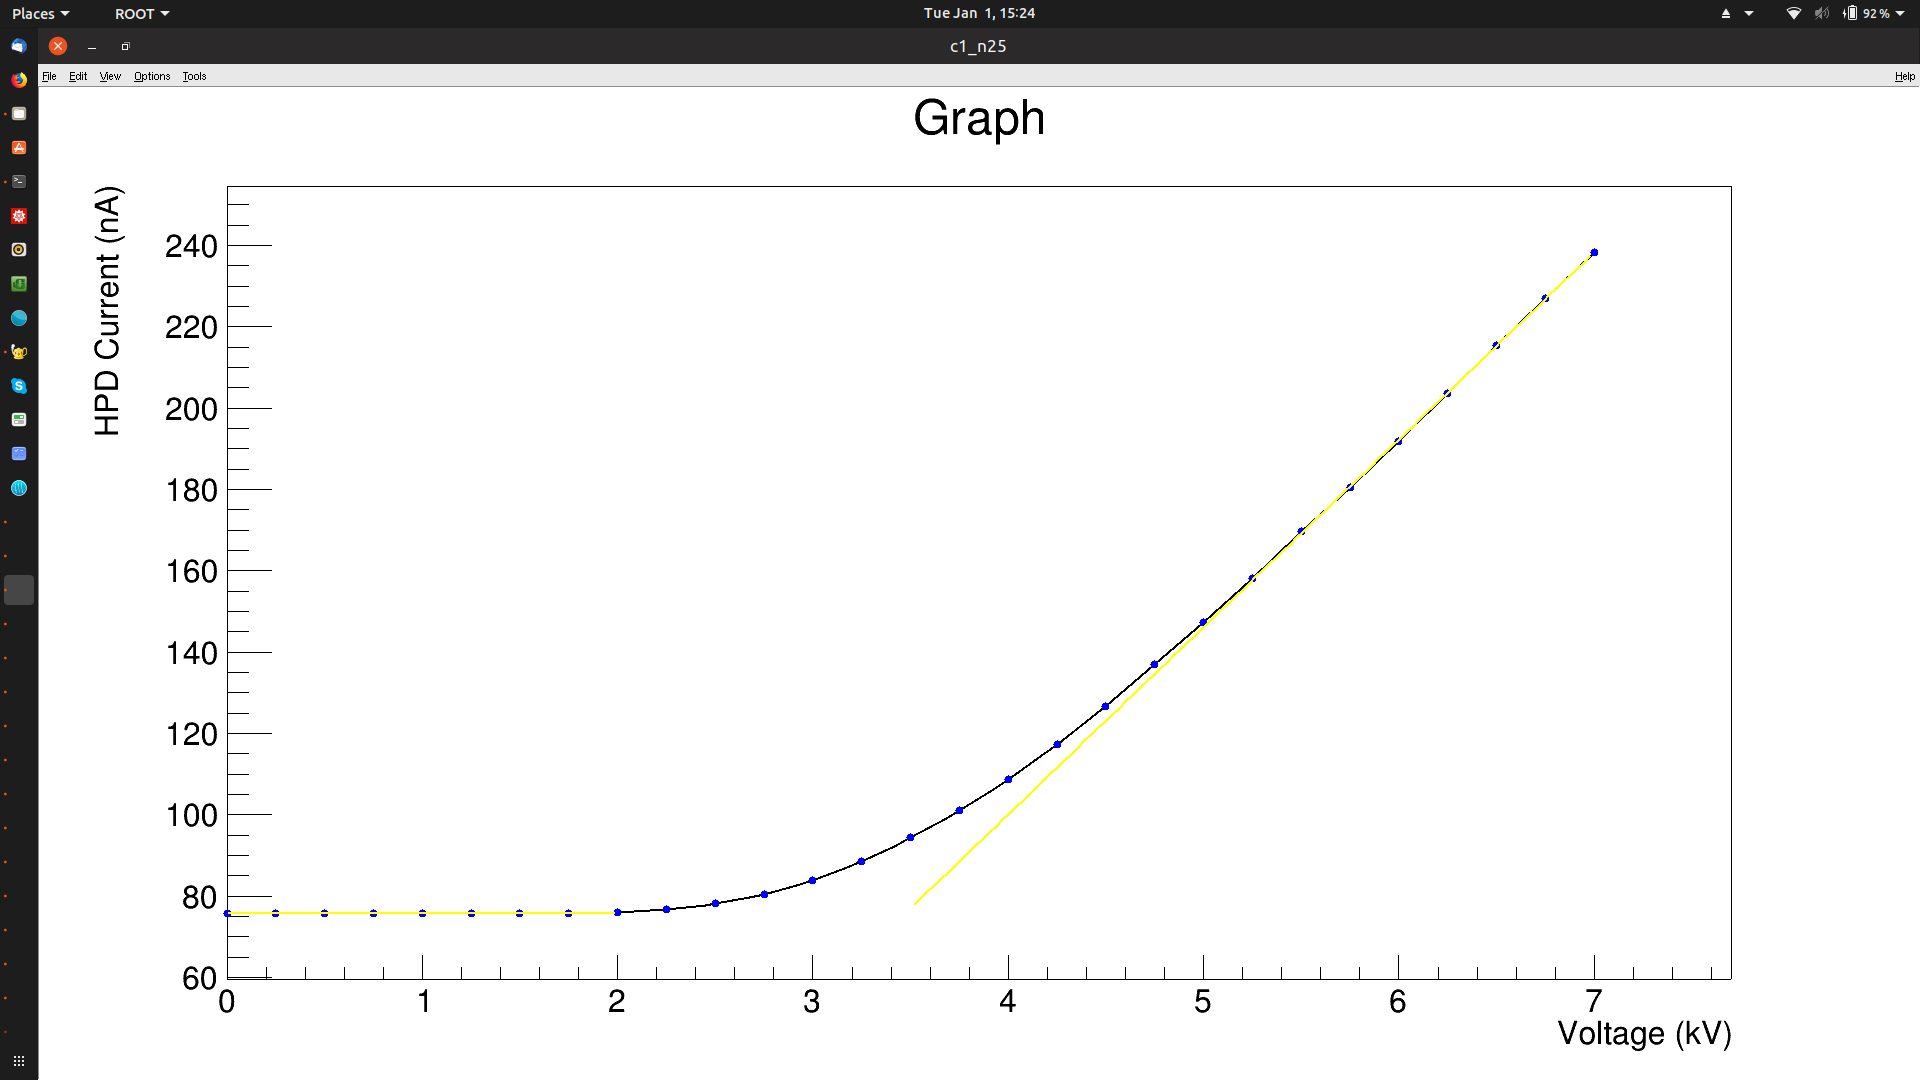 Places ROOT Tue Jan 1, 15:24 92 %
c1_n25
File Edit View Options Tools Help
Graph
HPD Current (nA)
240
220
200
180
160
140
120
100
80
60
0 1 2 3 4 5 6 7
Voltage (kV)